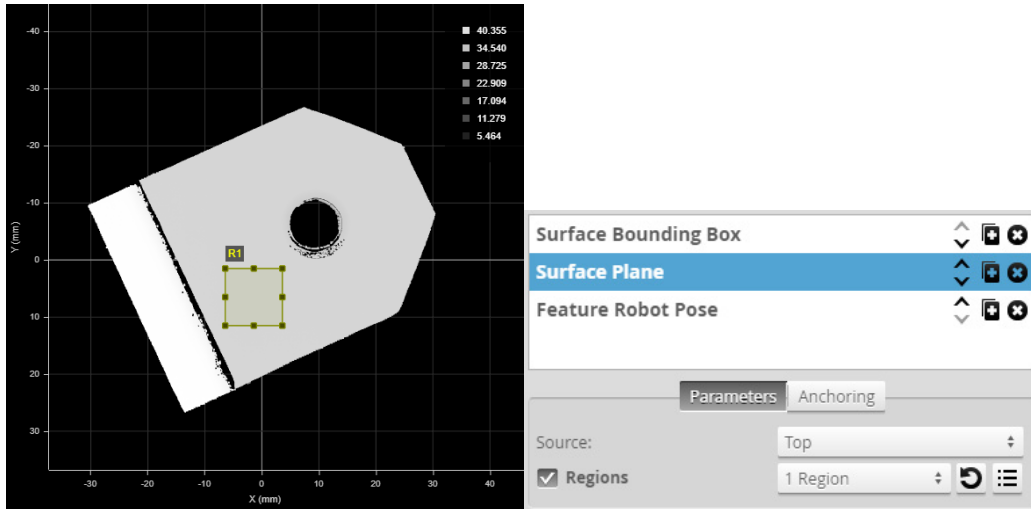 -40
-30
-20
-10
0
10
20
30
Y (mm)
40.355
34.540
28.725
22.909
17.094
11.279
5.464
R1
-30 -20 -10 0 10 20 30 40
X (mm)
Surface Bounding Box
Surface Plane
Feature Robot Pose
Parameters Anchoring
Source: Top
Regions 1 Region